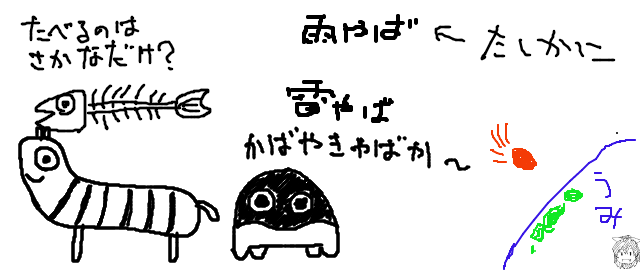 たべるのは
さかなだけ?
雨やば ← たしかに
雷やば
かばやきやばか〜
うみ